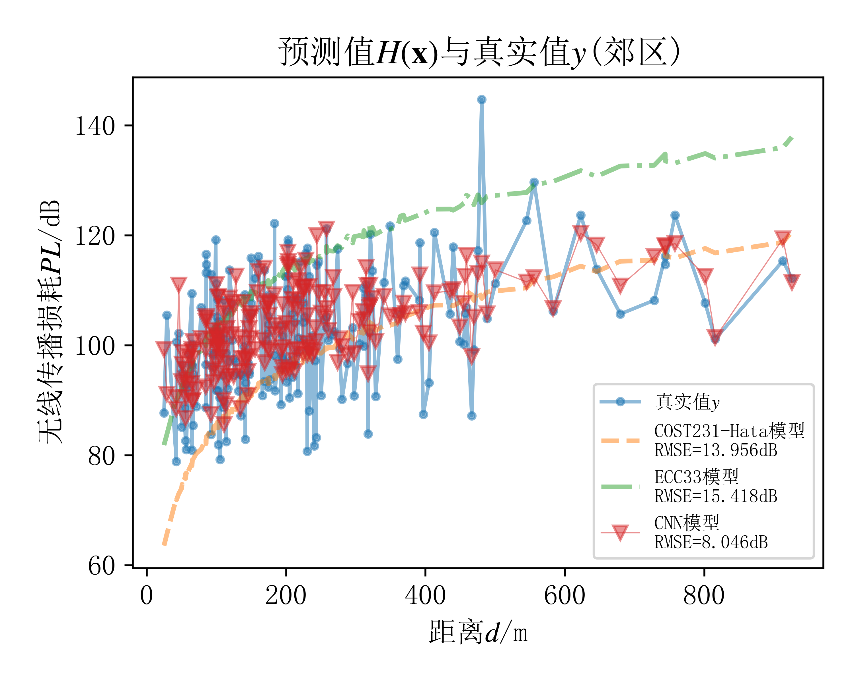 预测值H(x)与真实值y(郊区)
无线传播损耗PL/dB
140
120
100
80
60
0
200
400
600
800
距离d/m
真实值y
COST231-Hata模型
RMSE=13.956dB
ECC33模型
RMSE=15.418dB
CNN模型
RMSE=8.046dB